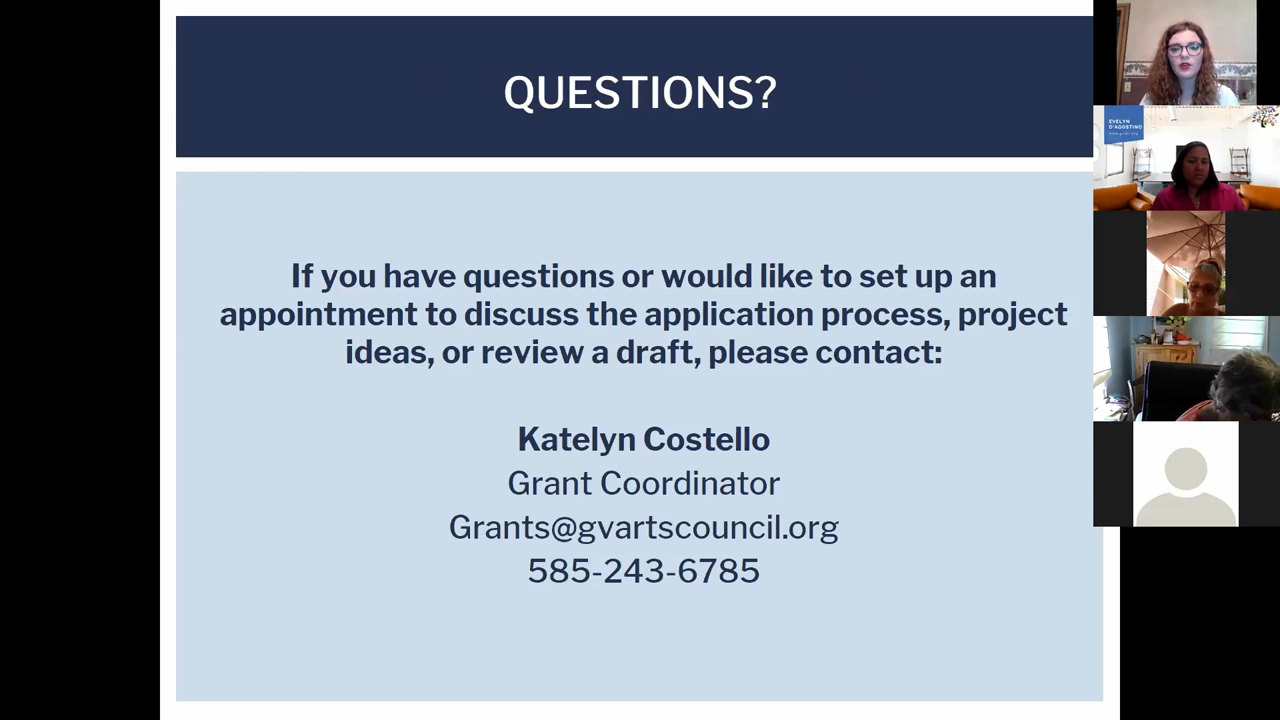 QUESTIONS?
EVELYN
D'AGOSTINO
If you have questions or would like to set up an
appointment to discuss the application process, project
ideas, or review a draft, please contact:
Katelyn Costello
Grant Coordinator
Grants@gvartscouncil.org
585-243-6785